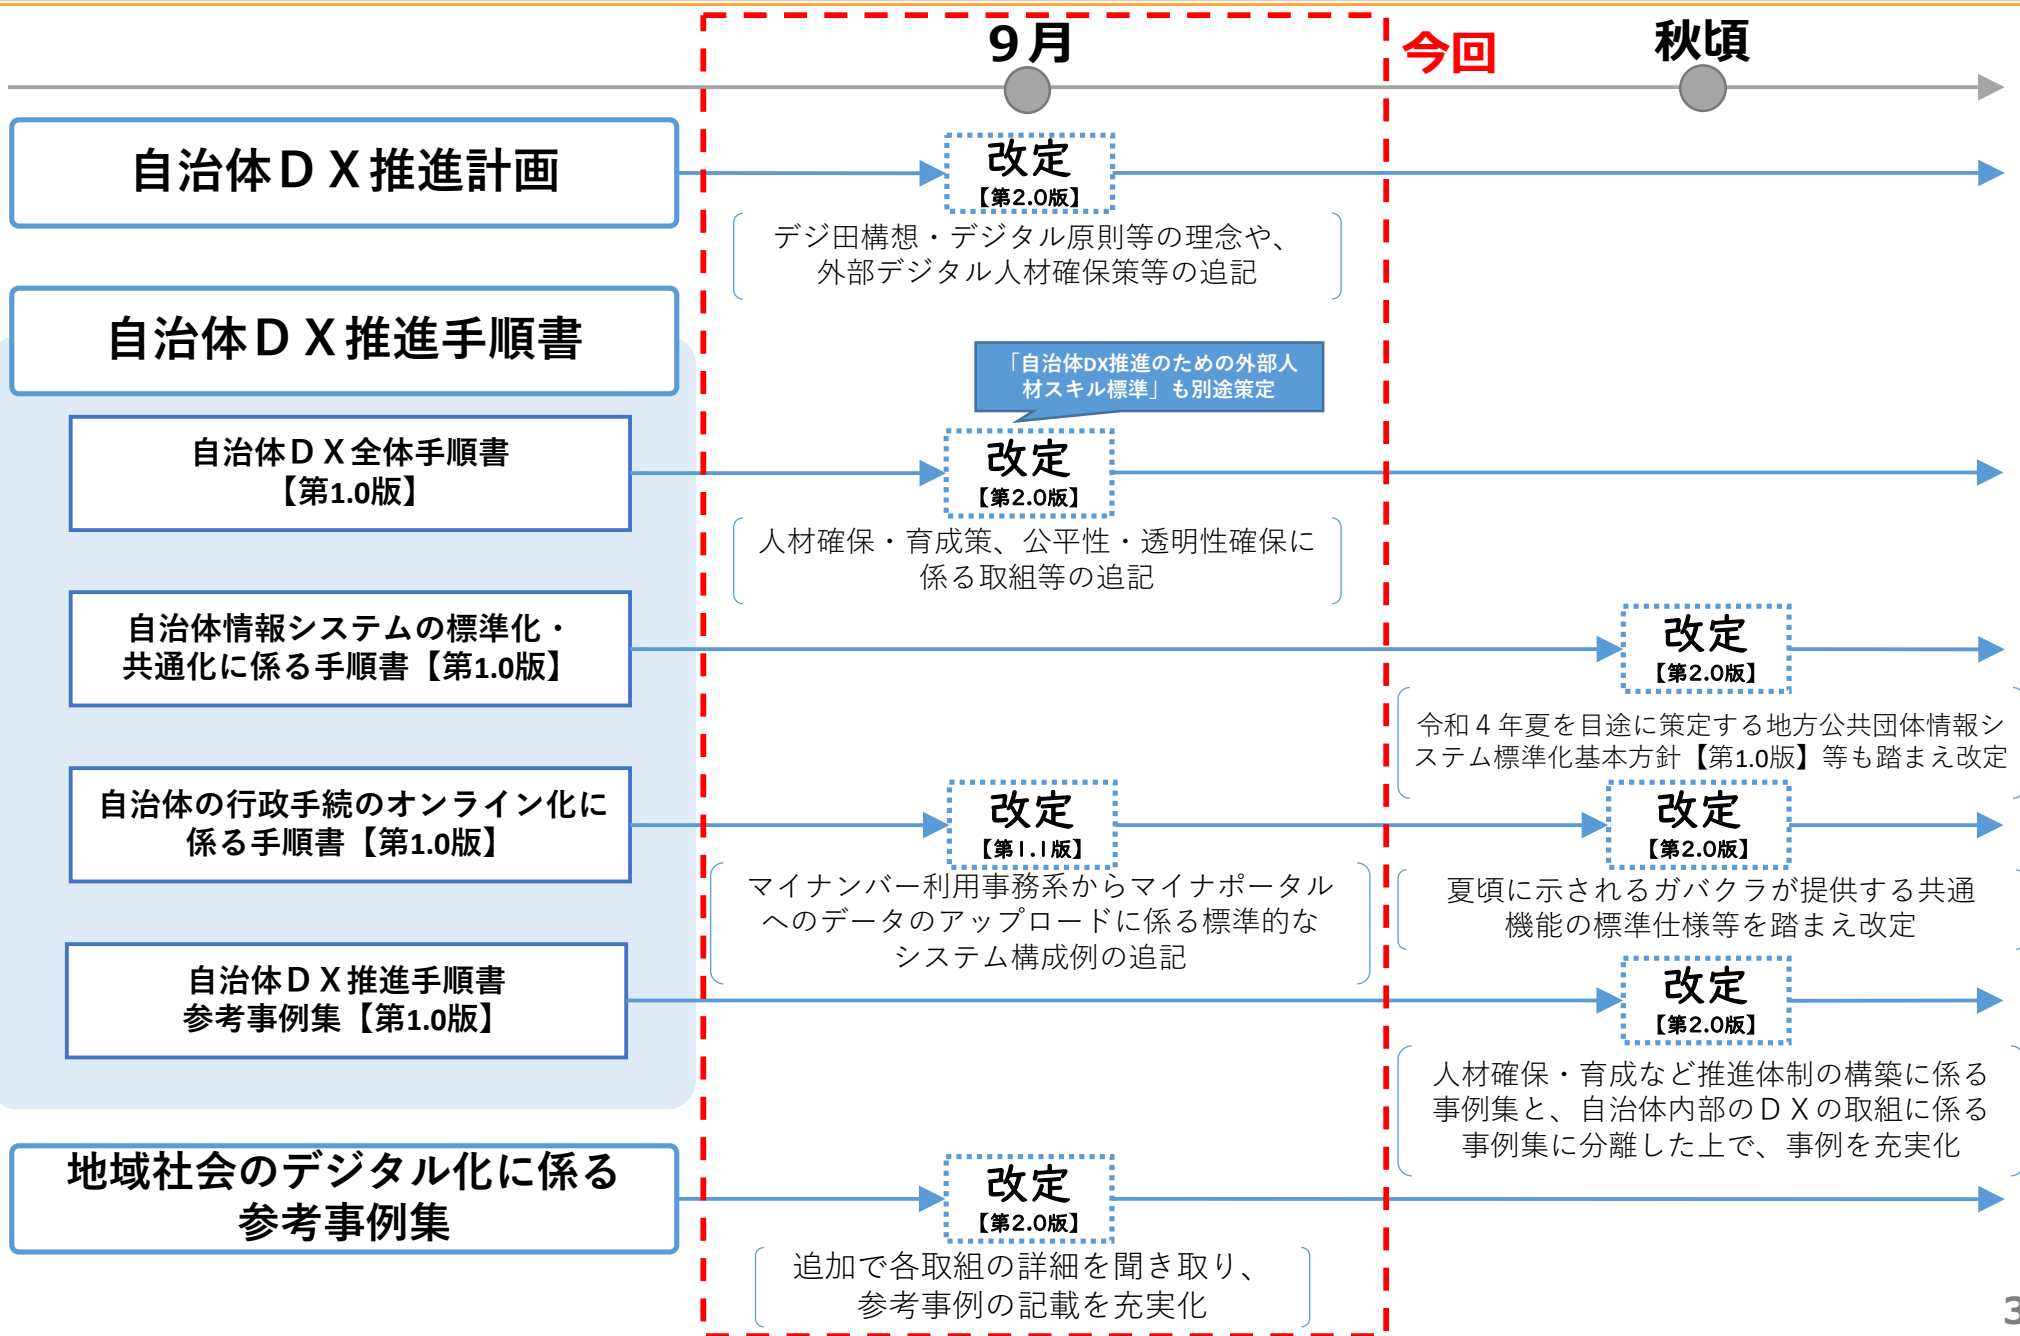 9月
今回
秋頃
自治体ＤＸ推進計画
改定
【第2.0版】
デジ田構想・デジタル原則等の理念や、
外部デジタル人材確保策等の追記
自治体ＤＸ推進手順書
「自治体DX推進のための外部人
材スキル標準」も別途策定
自治体ＤＸ全体手順書
【第1.0版】
改定
【第2.0版】
人材確保・育成策、公平性・透明性確保に
係る取組等の追記
自治体情報システムの標準化・
共通化に係る手順書【第1.0版】
改定
【第2.0版】
令和４年夏を目途に策定する地方公共団体情報シ
ステム標準化基本方針【第1.0版】等も踏まえ改定
自治体の行政手続のオンライン化に
係る手順書【第1.0版】
改定
【第1.1版】
マイナンバー利用事務系からマイナポータル
へのデータのアップロードに係る標準的な
システム構成例の追記
改定
【第2.0版】
夏頃に示されるガバクラが提供する共通
機能の標準仕様等を踏まえ改定
自治体ＤＸ推進手順書
参考事例集【第1.0版】
改定
【第2.0版】
人材確保・育成など推進体制の構築に係る
事例集と、自治体内部のＤＸの取組に係る
事例集に分離した上で、事例を充実化
地域社会のデジタル化に係る
参考事例集
改定
【第2.0版】
追加で各取組の詳細を聞き取り、
参考事例の記載を充実化
3